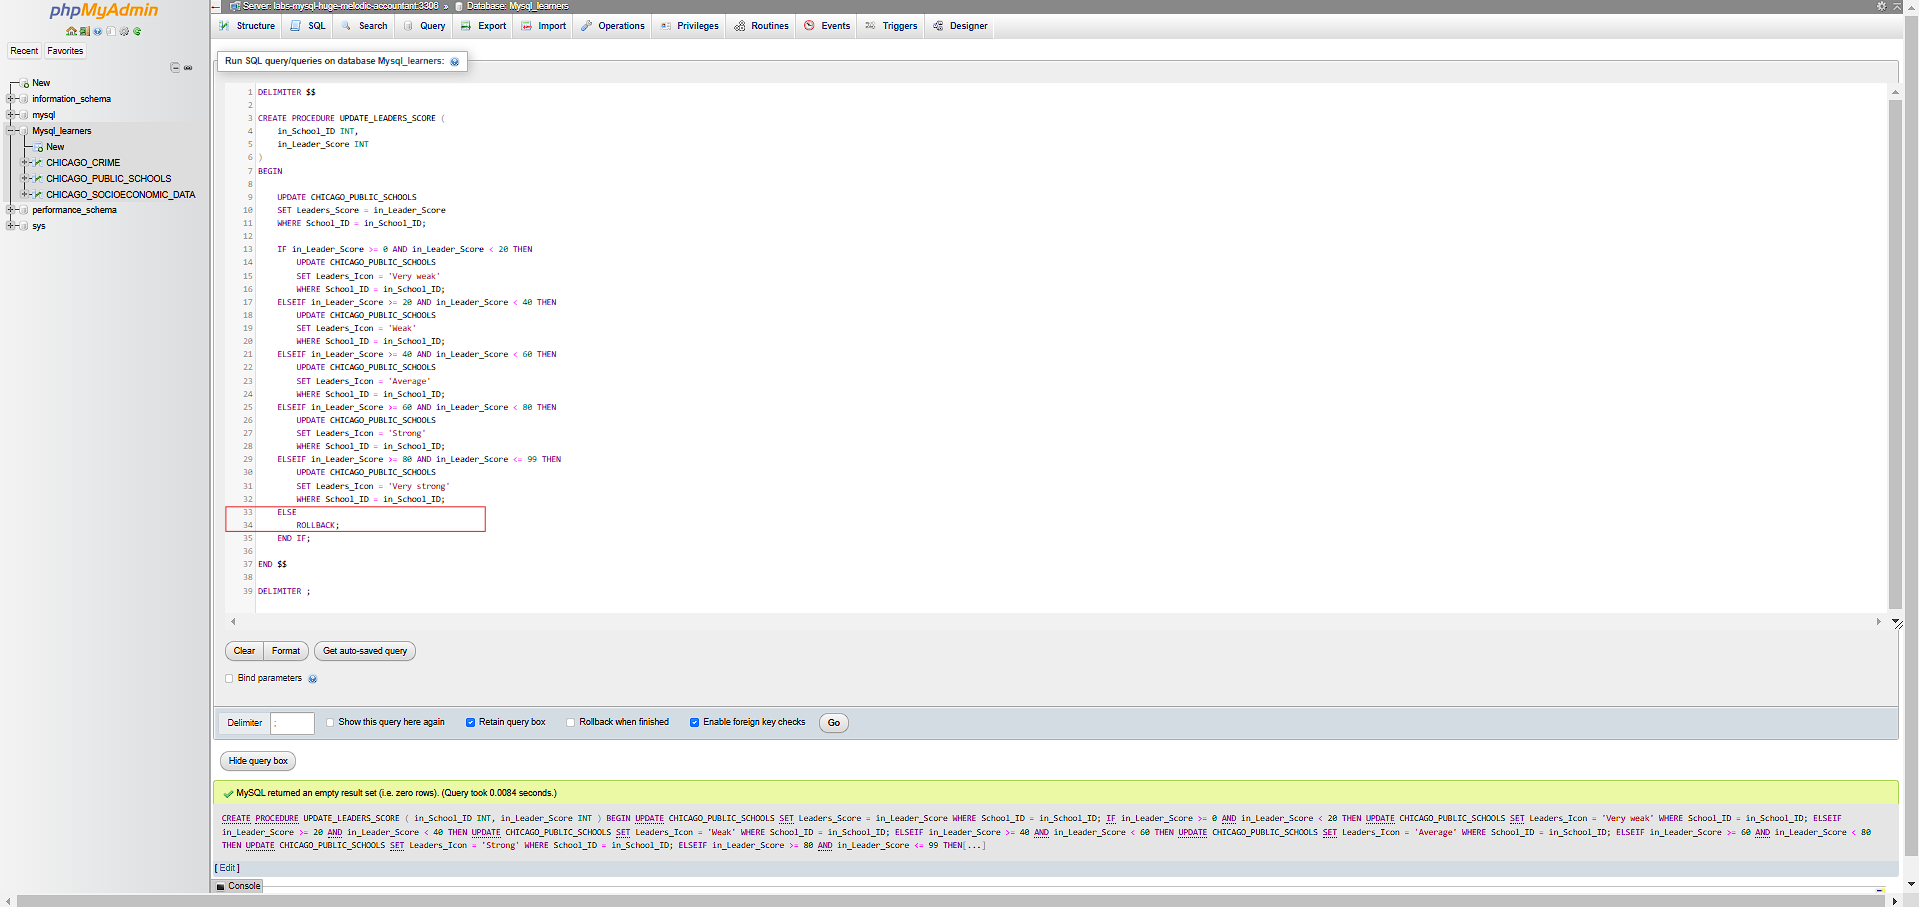 phpMyAdmin
Recent Favorites
New
information_schema
mysql
Mysql_learners
New
CHICAGO_CRIME
CHICAGO_PUBLIC_SCHOOLS
CHICAGO_SOCIOECONOMIC_DATA
performance_schema
sys
Server: labs-mysql-huge-melodic-accountant:3306 » Database: Mysql_learners
Structure SQL Search Query Export Import Operations Privileges Routines Events Triggers Designer
Run SQL query/queries on database Mysql_learners:
1 DELIMITER $$
2
3 CREATE PROCEDURE UPDATE_LEADERS_SCORE (
4 in_School_ID INT,
5 in_Leader_Score INT
6 )
7 BEGIN
8
9 UPDATE CHICAGO_PUBLIC_SCHOOLS
10 SET Leaders_Score = in_Leader_Score
11 WHERE School_ID = in_School_ID;
12
13 IF in_Leader_Score >= 0 AND in_Leader_Score < 20 THEN
14 UPDATE CHICAGO_PUBLIC_SCHOOLS
15 SET Leaders_Icon = 'Very weak'
16 WHERE School_ID = in_School_ID;
17 ELSEIF in_Leader_Score >= 20 AND in_Leader_Score < 40 THEN
18 UPDATE CHICAGO_PUBLIC_SCHOOLS
19 SET Leaders_Icon = 'Weak'
20 WHERE School_ID = in_School_ID;
21 ELSEIF in_Leader_Score >= 40 AND in_Leader_Score < 60 THEN
22 UPDATE CHICAGO_PUBLIC_SCHOOLS
23 SET Leaders_Icon = 'Average'
24 WHERE School_ID = in_School_ID;
25 ELSEIF in_Leader_Score >= 60 AND in_Leader_Score < 80 THEN
26 UPDATE CHICAGO_PUBLIC_SCHOOLS
27 SET Leaders_Icon = 'Strong'
28 WHERE School_ID = in_School_ID;
29 ELSEIF in_Leader_Score >= 80 AND in_Leader_Score <= 99 THEN
30 UPDATE CHICAGO_PUBLIC_SCHOOLS
31 SET Leaders_Icon = 'Very strong'
32 WHERE School_ID = in_School_ID;
33 ELSE
34 ROLLBACK;
35 END IF;
36
37 END $$
38
39 DELIMITER ;
Clear Format Get auto-saved query
Bind parameters
Delimiter ; Show this query here again Retain query box Rollback when finished Enable foreign key checks Go
Hide query box
MySQL returned an empty result set (i.e. zero rows). (Query took 0.0084 seconds.)
CREATE PROCEDURE UPDATE_LEADERS_SCORE ( in_School_ID INT, in_Leader_Score INT ) BEGIN UPDATE CHICAGO_PUBLIC_SCHOOLS SET Leaders_Score = in_Leader_Score WHERE School_ID = in_School_ID; IF in_Leader_Score >= 0 AND in_Leader_Score < 20 THEN UPDATE CHICAGO_PUBLIC_SCHOOLS SET Leaders_Icon = 'Very weak' WHERE School_ID = in_School_ID; ELSEIF
in_Leader_Score >= 20 AND in_Leader_Score < 40 THEN UPDATE CHICAGO_PUBLIC_SCHOOLS SET Leaders_Icon = 'Weak' WHERE School_ID = in_School_ID; ELSEIF in_Leader_Score >= 40 AND in_Leader_Score < 60 THEN UPDATE CHICAGO_PUBLIC_SCHOOLS SET Leaders_Icon = 'Average' WHERE School_ID = in_School_ID; ELSEIF in_Leader_Score >= 60 AND in_Leader_Score < 80
THEN UPDATE CHICAGO_PUBLIC_SCHOOLS SET Leaders_Icon = 'Strong' WHERE School_ID = in_School_ID; ELSEIF in_Leader_Score >= 80 AND in_Leader_Score <= 99 THEN[...]
[ Edit ]
Console